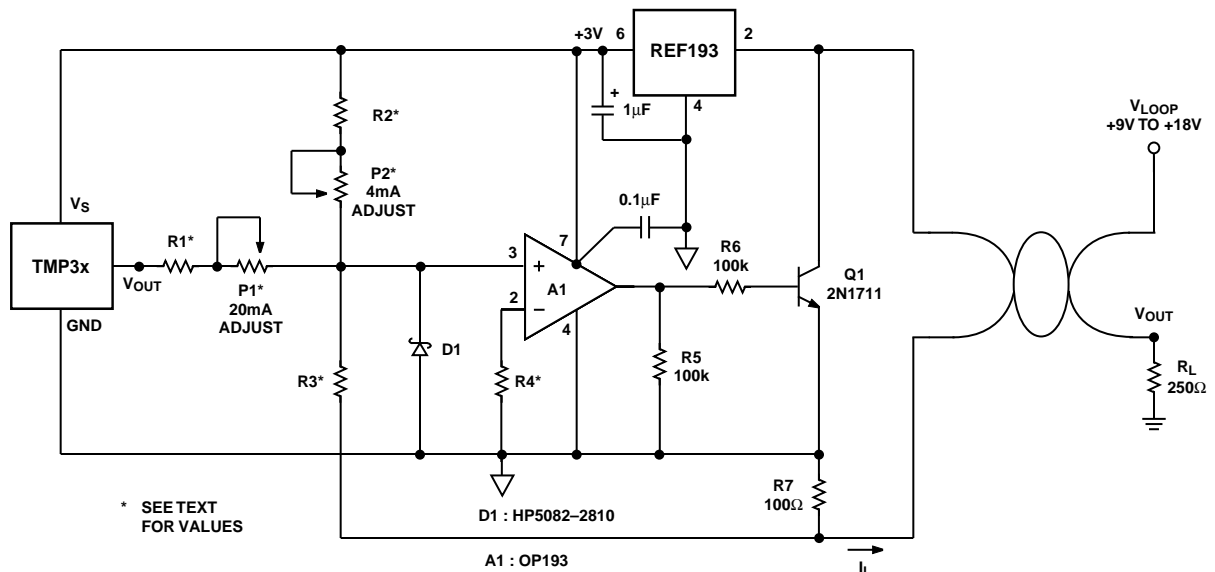 +3V
6
REF193
2
4
1μF
+
R2*
P2*
4mA
ADJUST
VLOOP
+9V TO +18V
VS
TMP3x
VOUT
GND
R1*
P1*
20mA
ADJUST
0.1μF
3
+
7
A1
2
−
4
R6
100k
Q1
2N1711
VOUT
RL
250Ω
D1
R3*
R4*
R5
100k
R7
100Ω
* SEE TEXT
FOR VALUES
D1 : HP5082–2810
A1 : OP193
IL